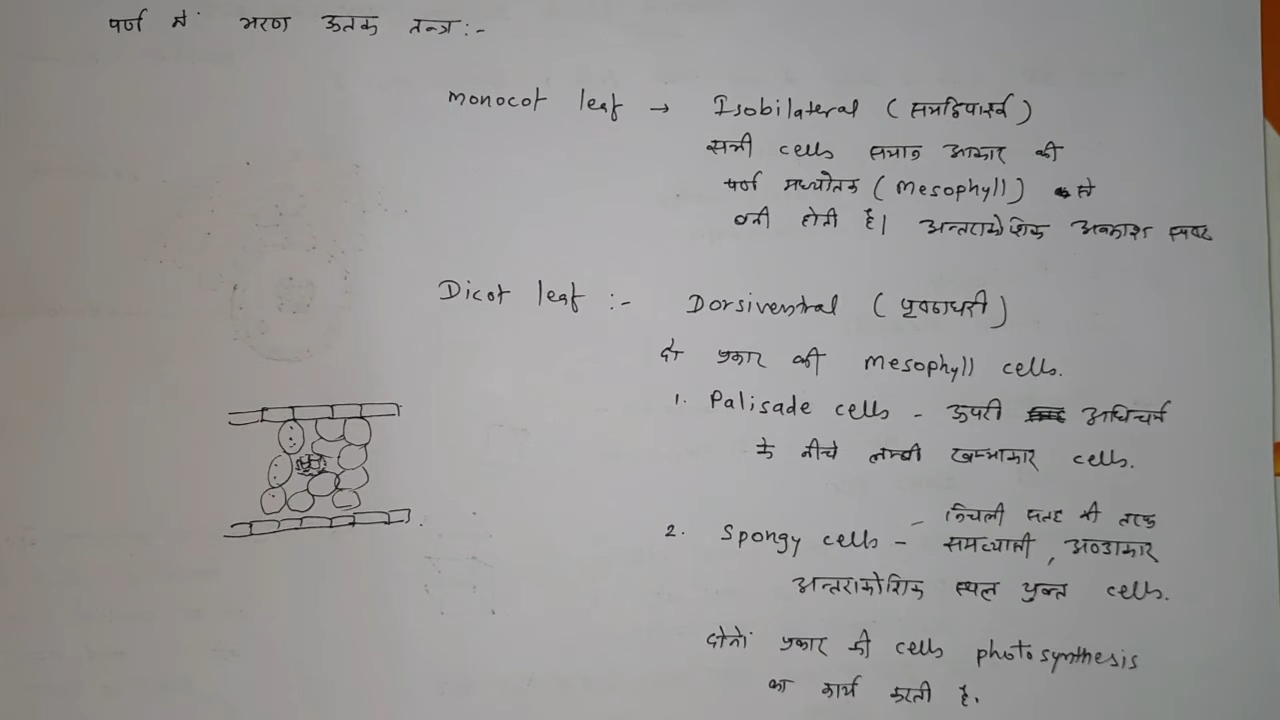 पर्ण में भरण ऊतक तन्त्र :-
monocot leaf → Isobilateral (समद्विपार्श्व)
सभी cells समान आकार की
पर्ण मध्योतक (mesophyll) से
बनी होती है। अन्तराकोशिक अवकाश स्पष्ट
Dicot leaf :- Dorsiventral (पृष्ठाधारी)
दो प्रकार की mesophyll cells.
1. Palisade cells - ऊपरी अधिचर्म
के नीचे लम्बी खम्भाकार cells.
2. Spongy cells - निचली सतह की तरफ
समव्यासी, अण्डाकार
अन्तराकोशिक स्थल युक्त cells.
दोनों प्रकार की cells photosynthesis
का कार्य करती है.